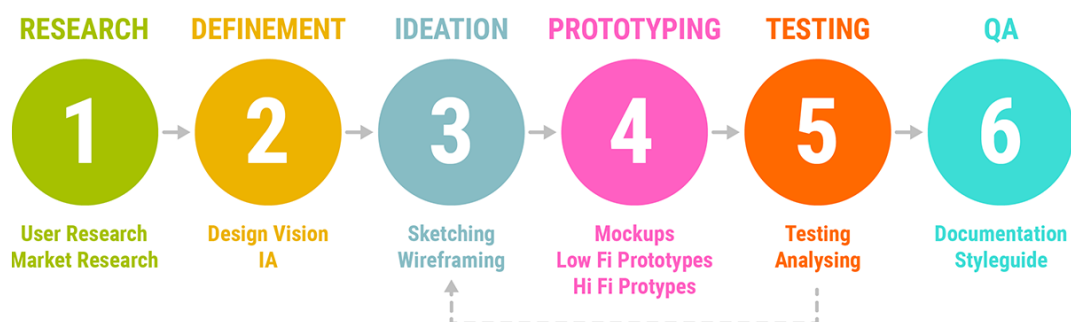 RESEARCH
DEFINEMENT
IDEATION
PROTOTYPING
TESTING
QA
1
2
3
4
5
6
User Research
Market Research
Design Vision
IA
Sketching
Wireframing
Mockups
Low Fi Prototypes
Hi Fi Protypes
Testing
Analysing
Documentation
Styleguide